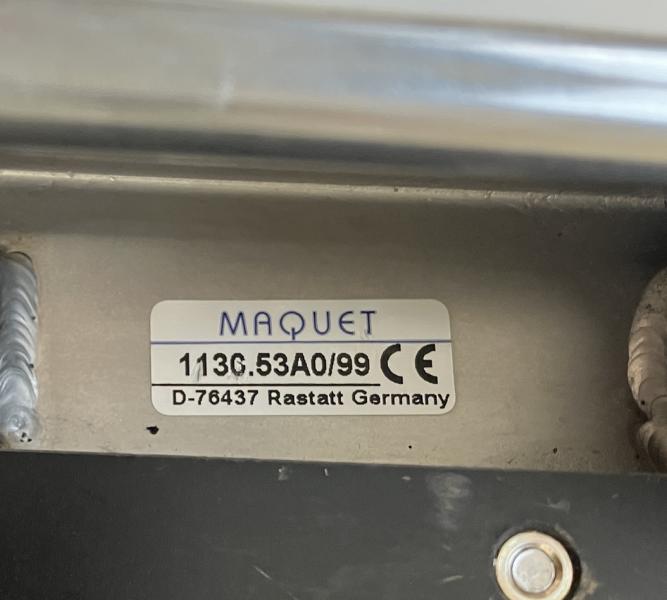 MAQUET
1130.53A0/99 CE
D-76437 Rastatt Germany